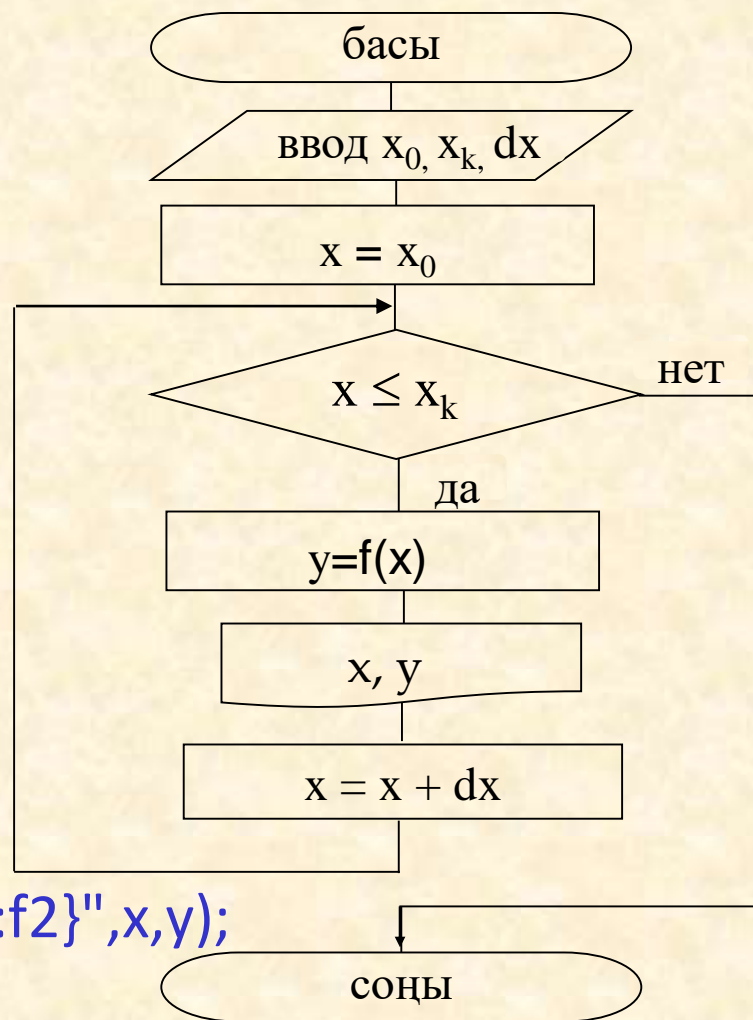 басы
ввод x₀, xₖ, dx
x = x₀
x ≤ xₖ
нет
да
y=f(x)
x, y
x = x + dx
:f2}",x,y);
соңы